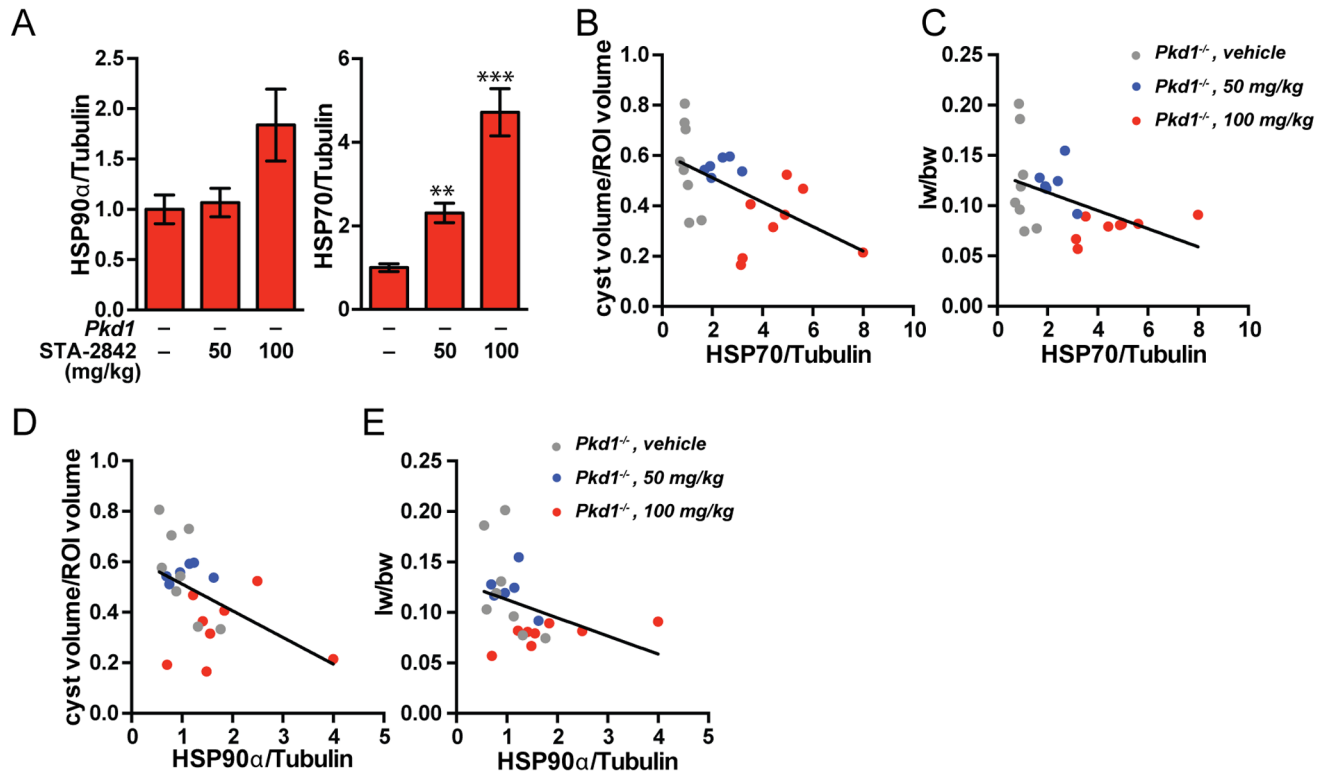 A
HSP90α/Tubulin
2.5
2.0
1.5
1.0
0.5
0.0
HSP70/Tubulin
6
4
2
0
**
***
Pkd1 – – – – – –
STA-2842 – 50 100 – 50 100
(mg/kg)
B
cyst volume/ROI volume
1.0
0.8
0.6
0.4
0.2
0.0
0 2 4 6 8 10
HSP70/Tubulin
C
lw/bw
0.25
0.20
0.15
0.10
0.05
0.00
0 2 4 6 8 10
HSP70/Tubulin
Pkd1-/-, vehicle
Pkd1-/-, 50 mg/kg
Pkd1-/-, 100 mg/kg
D
cyst volume/ROI volume
1.0
0.8
0.6
0.4
0.2
0.0
0 1 2 3 4 5
HSP90α/Tubulin
E
lw/bw
0.25
0.20
0.15
0.10
0.05
0.00
0 1 2 3 4 5
HSP90α/Tubulin
Pkd1-/-, vehicle
Pkd1-/-, 50 mg/kg
Pkd1-/-, 100 mg/kg